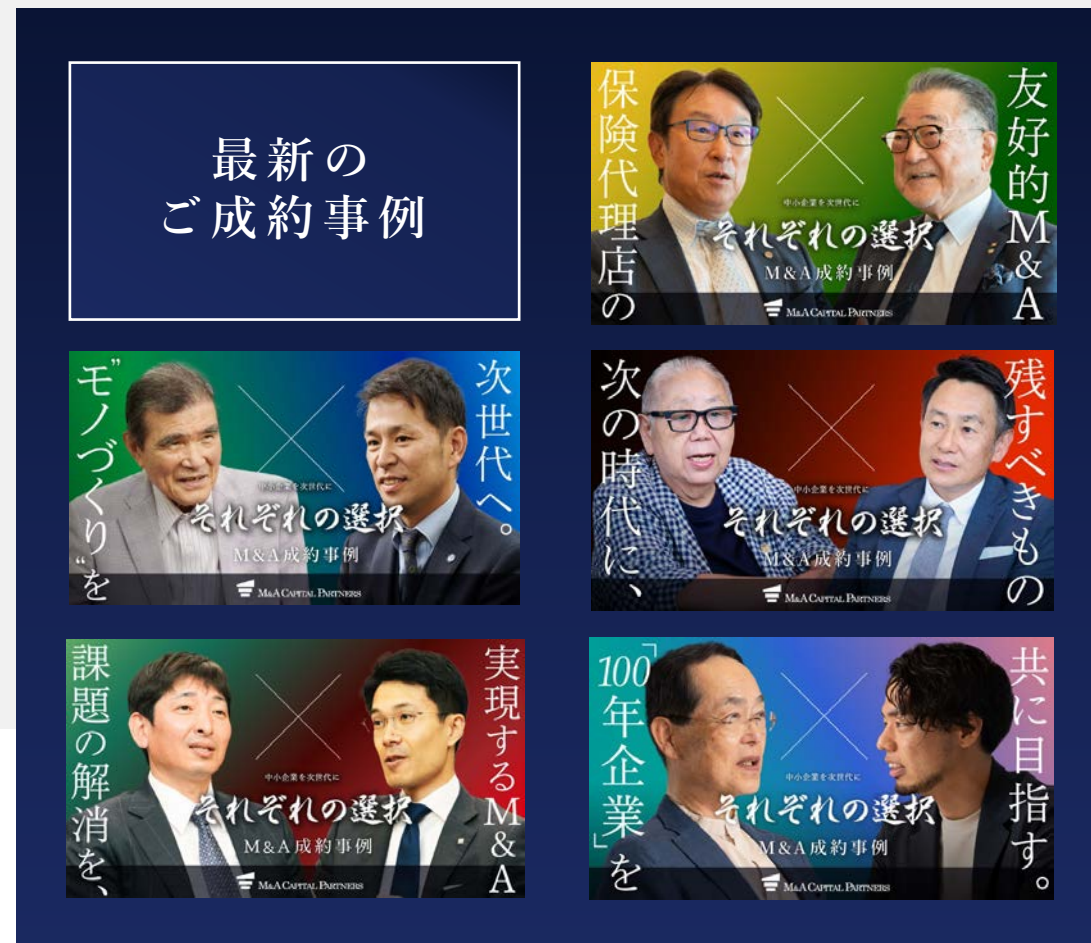 最新の
ご成約事例
保険代理店の
友好的M&A
中小企業を次世代に
それぞれの選択
M&A成約事例
M&A CAPITAL PARTNERS
"モノづくり"を
次世代へ。
中小企業を次世代に
それぞれの選択
M&A成約事例
M&A CAPITAL PARTNERS
次の時代に、
残すべきもの
中小企業を次世代に
それぞれの選択
M&A成約事例
M&A CAPITAL PARTNERS
課題の解消を、
実現するM&A
中小企業を次世代に
それぞれの選択
M&A成約事例
M&A CAPITAL PARTNERS
「100年企業」を
共に目指す。
中小企業を次世代に
それぞれの選択
M&A成約事例
M&A CAPITAL PARTNERS